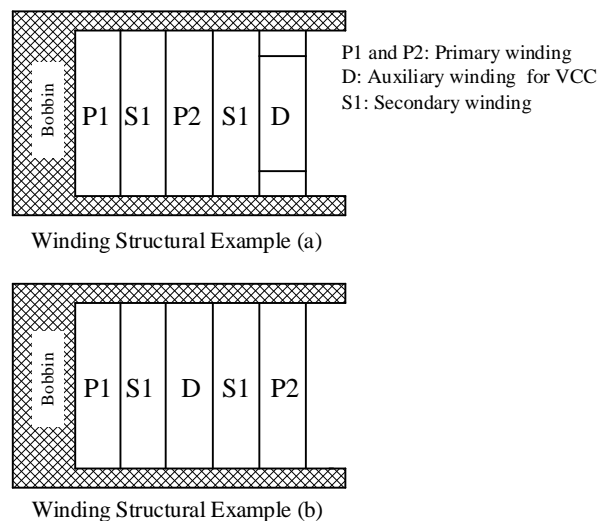 P1 and P2: Primary winding
D: Auxiliary winding for VCC
S1: Secondary winding
Bobbin
P1 S1 P2 S1 D
Winding Structural Example (a)
Bobbin
P1 S1 D S1 P2
Winding Structural Example (b)